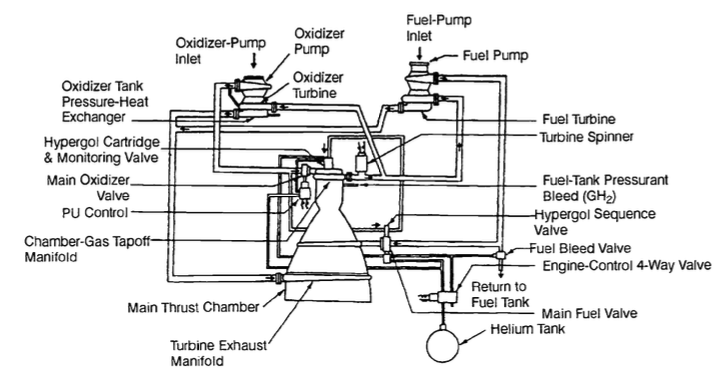 Oxidizer-Pump
Inlet
Oxidizer
Pump
Fuel-Pump
Inlet
Fuel Pump
Oxidizer
Turbine
Oxidizer Tank
Pressure-Heat
Exchanger
Fuel Turbine
Turbine Spinner
Hypergol Cartridge
& Monitoring Valve
Main Oxidizer
Valve
PU Control
Fuel-Tank Pressurant
Bleed (GH₂)
Hypergol Sequence
Valve
Chamber-Gas Tapoff
Manifold
Fuel Bleed Valve
Engine-Control 4-Way Valve
Return to
Fuel Tank
Main Thrust Chamber
Main Fuel Valve
Helium Tank
Turbine Exhaust
Manifold